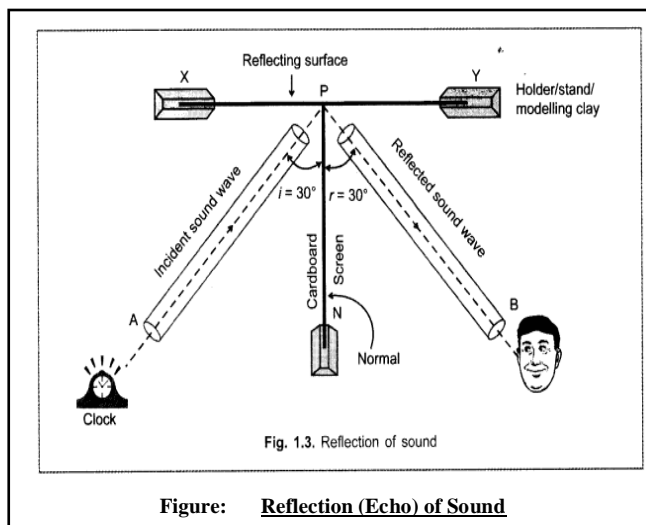 Reflecting surface
X
P
Y
Holder/stand/
modelling clay
Incident sound wave
i = 30°
r = 30°
Reflected sound wave
Cardboard
Screen
A
N
B
Normal
Clock
Fig. 1.3. Reflection of sound
Figure: Reflection (Echo) of Sound